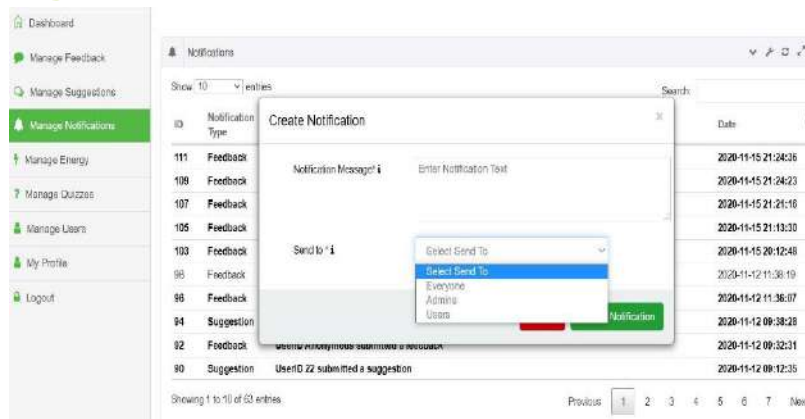 Dashboard
Manage Feedback
Manage Suggestions
Manage Notifications
Manage Energy
Manage Quizzes
Manage Users
My Profile
Logout
Notifications
Show 10 entries
Search:
ID Notification Type Date
111 Feedback 2020-11-15 21:24:36
109 Feedback 2020-11-15 21:24:23
107 Feedback 2020-11-15 21:21:16
105 Feedback 2020-11-15 21:13:30
103 Feedback 2020-11-15 20:12:48
98 Feedback 2020-11-12 11:38:19
96 Feedback 2020-11-12 11:36:07
94 Suggestion 2020-11-12 09:38:28
92 Feedback UserID Anonymous submitted a feedback 2020-11-12 09:32:31
90 Suggestion UserID 22 submitted a suggestion 2020-11-12 09:12:35
Showing 1 to 10 of 63 entries
Previous 1 2 3 4 5 6 7 Nex
Create Notification
Notification Message* i
Enter Notification Text
Send to * i
Select Send To
Select Send To
Everyone
Admins
Users
Notification